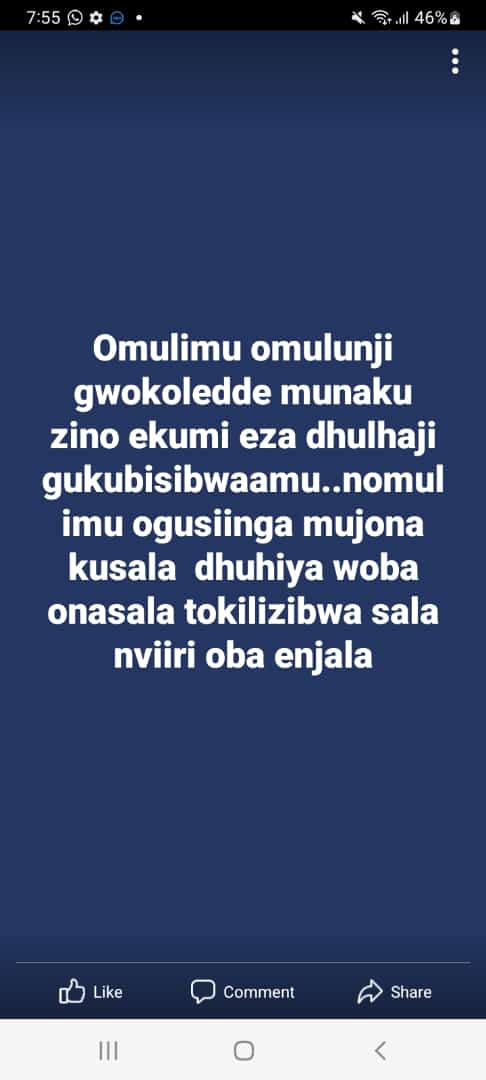 7:55 46%
Omulimu omulunji
gwokoledde munaku
zino ekumi eza dhulhaji
gukubisibwaamu..nomul
imu ogusiinga mujona
kusala dhuhiya woba
onasala tokilizibwa sala
nviiri oba enjala
Like Comment Share